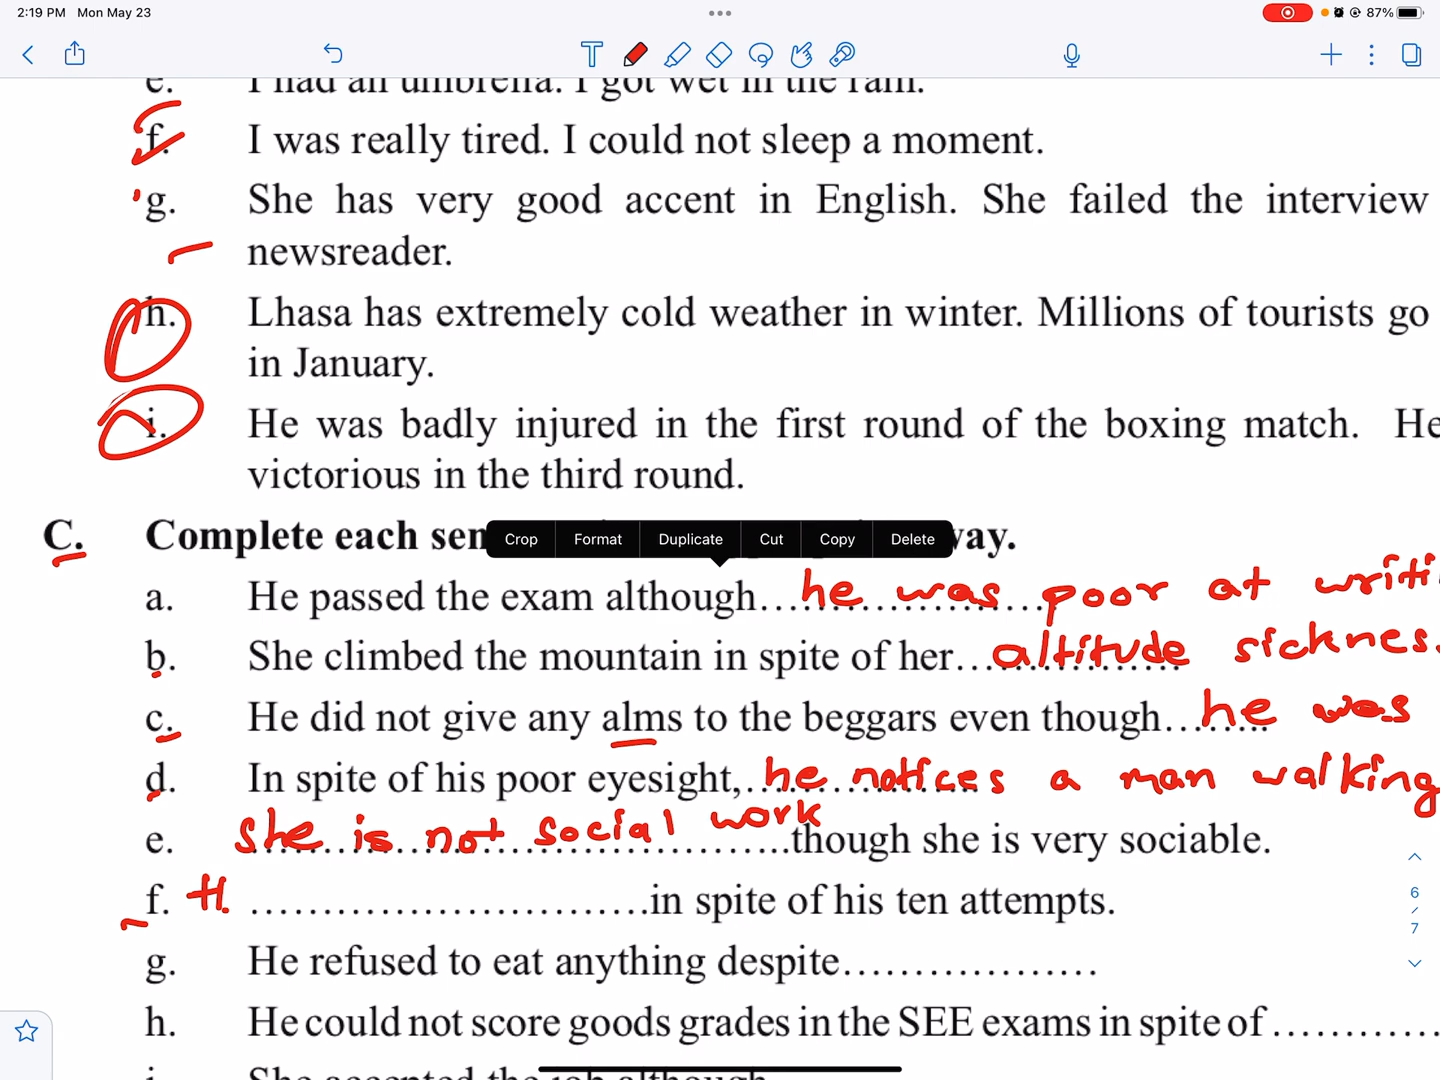 2:19 PM Mon May 23
87%
e. I had an umbrella. I got wet in the rain.
f. I was really tired. I could not sleep a moment.
g. She has very good accent in English. She failed the interview
newsreader.
h. Lhasa has extremely cold weather in winter. Millions of tourists go
in January.
i. He was badly injured in the first round of the boxing match. He
victorious in the third round.
C. Complete each sen way.
Crop Format Duplicate Cut Copy Delete
a. He passed the exam although... he was poor at writi
b. She climbed the mountain in spite of her... altitude sicknes.
c. He did not give any alms to the beggars even though... he was
d. In spite of his poor eyesight, he notices a man walking
e. She is not social work though she is very sociable.
f. H. ..............................in spite of his ten attempts.
g. He refused to eat anything despite..................
h. He could not score goods grades in the SEE exams in spite of ............
i. She accepted the job although
6
/
7